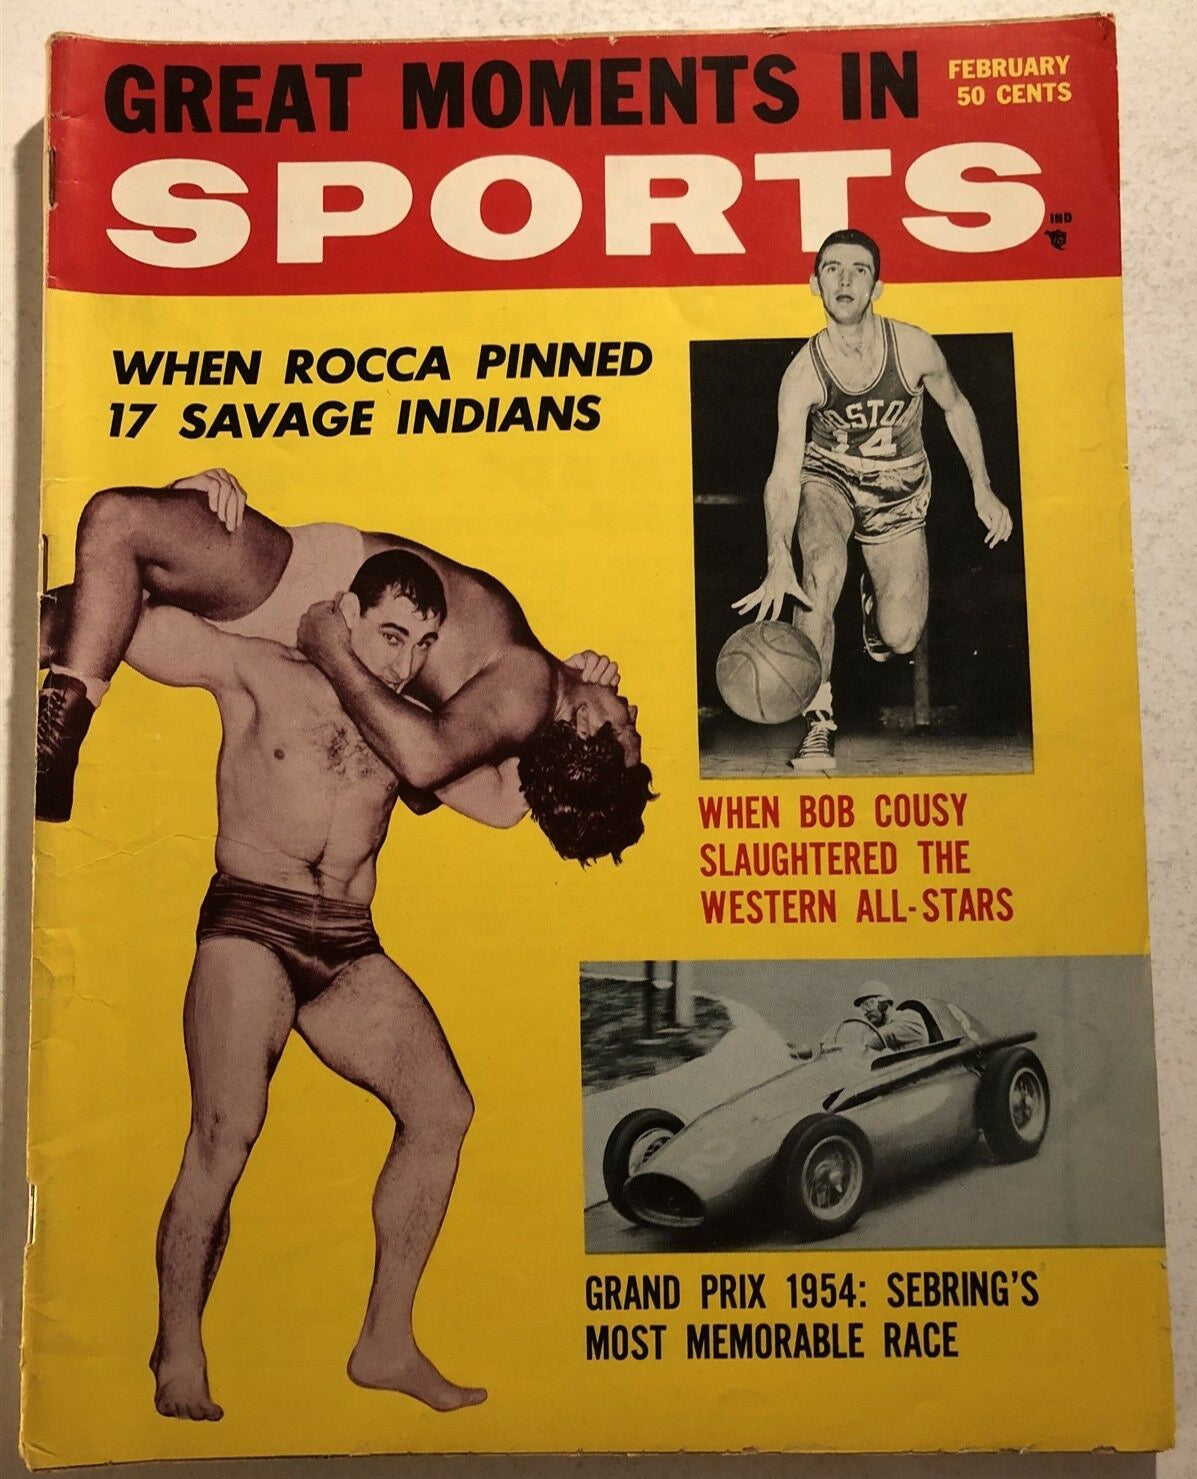 GREAT MOMENTS IN
FEBRUARY
50 CENTS
SPORTS
IND
WHEN ROCCA PINNED
17 SAVAGE INDIANS
BOSTON
14
WHEN BOB COUSY
SLAUGHTERED THE
WESTERN ALL-STARS
GRAND PRIX 1954: SEBRING'S
MOST MEMORABLE RACE